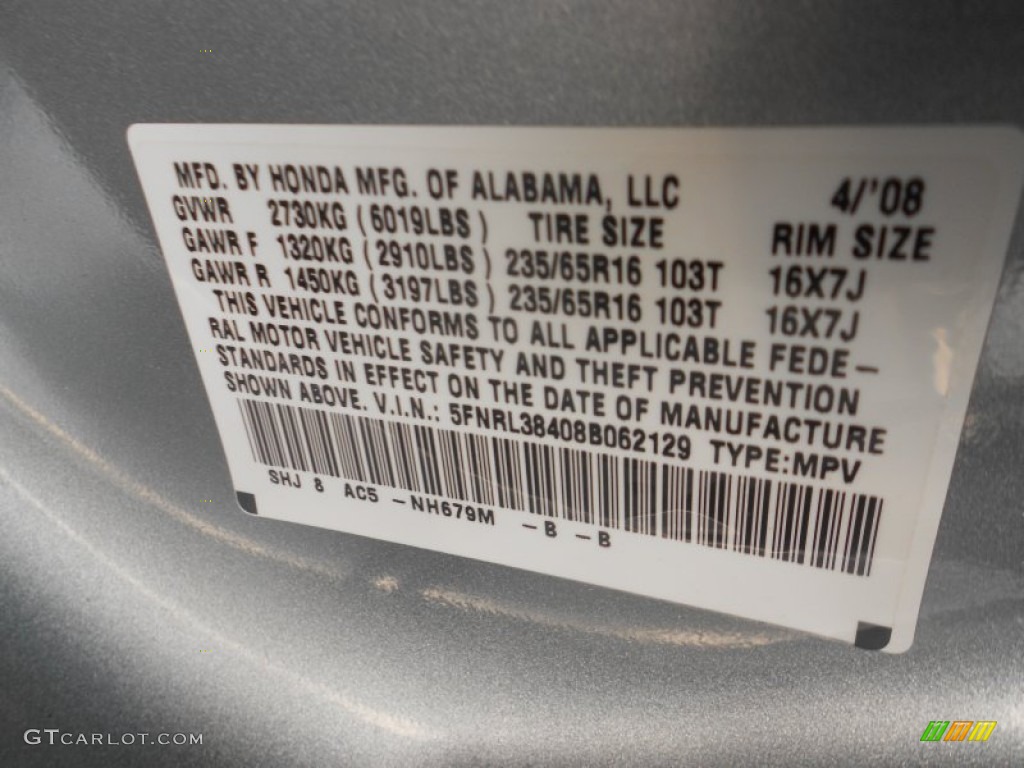 MFD. BY HONDA MFG. OF ALABAMA, LLC 4/'08
GVWR 2730KG (6019LBS) TIRE SIZE RIM SIZE
GAWR F 1320KG (2910LBS) 235/65R16 103T 16X7J
GAWR R 1450KG (3197LBS) 235/65R16 103T 16X7J
THIS VEHICLE CONFORMS TO ALL APPLICABLE FEDE-
RAL MOTOR VEHICLE SAFETY AND THEFT PREVENTION
STANDARDS IN EFFECT ON THE DATE OF MANUFACTURE
SHOWN ABOVE. V.I.N.: 5FNRL38408B062129 TYPE:MPV
SHJ 8 AC5 -NH679M -B -B
GTCARLOT.COM